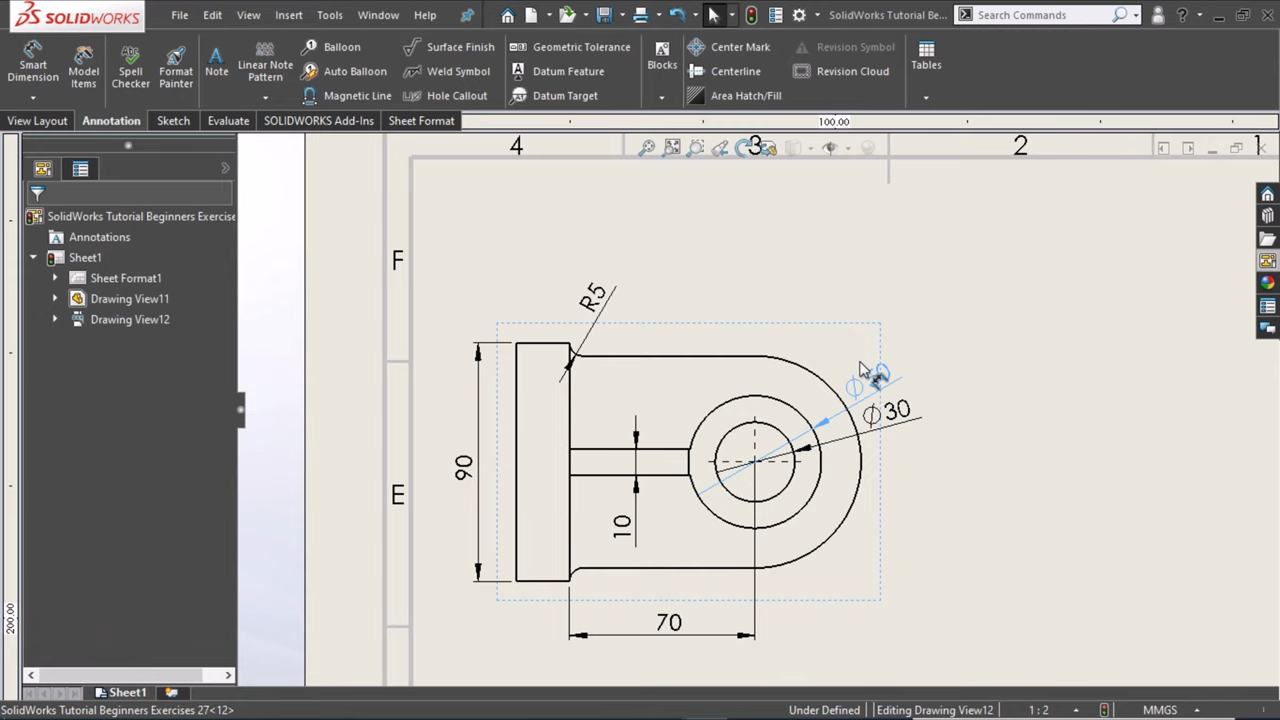 SOLIDWORKS File Edit View Insert Tools Window Help SolidWorks Tutorial Be... Search Commands ?
Smart Dimension
Model Items
Spell Checker
Format Painter
Note
Linear Note Pattern
Balloon
Auto Balloon
Magnetic Line
Surface Finish
Weld Symbol
Hole Callout
Geometric Tolerance
Datum Feature
Datum Target
Blocks
Center Mark
Centerline
Area Hatch/Fill
Revision Symbol
Revision Cloud
Tables
View Layout Annotation Sketch Evaluate SOLIDWORKS Add-Ins Sheet Format
100.00
4 3 2 1
SolidWorks Tutorial Beginners Exercise
Annotations
Sheet1
Sheet Format1
Drawing View11
Drawing View12
F
E
R5
∅30
90
10
70
200.00
Sheet1
SolidWorks Tutorial Beginners Exercises 27<12> Under Defined Editing Drawing View12 1 : 2 MMGS